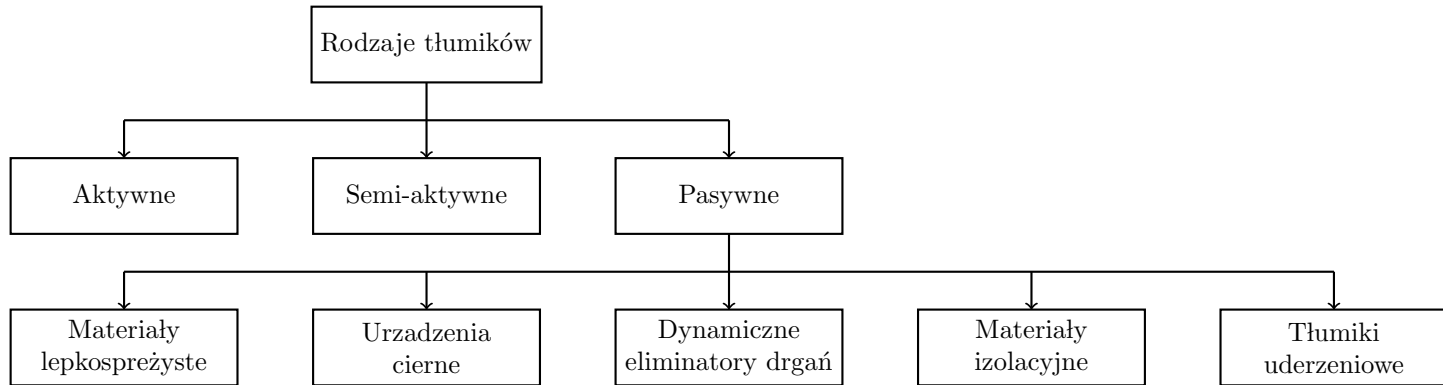 Rodzaje tłumików
Aktywne
Semi-aktywne
Pasywne
Materiały
lepkospreżyste
Urzadzenia
cierne
Dynamiczne
eliminatory drgań
Materiały
izolacyjne
Tłumiki
uderzeniowe